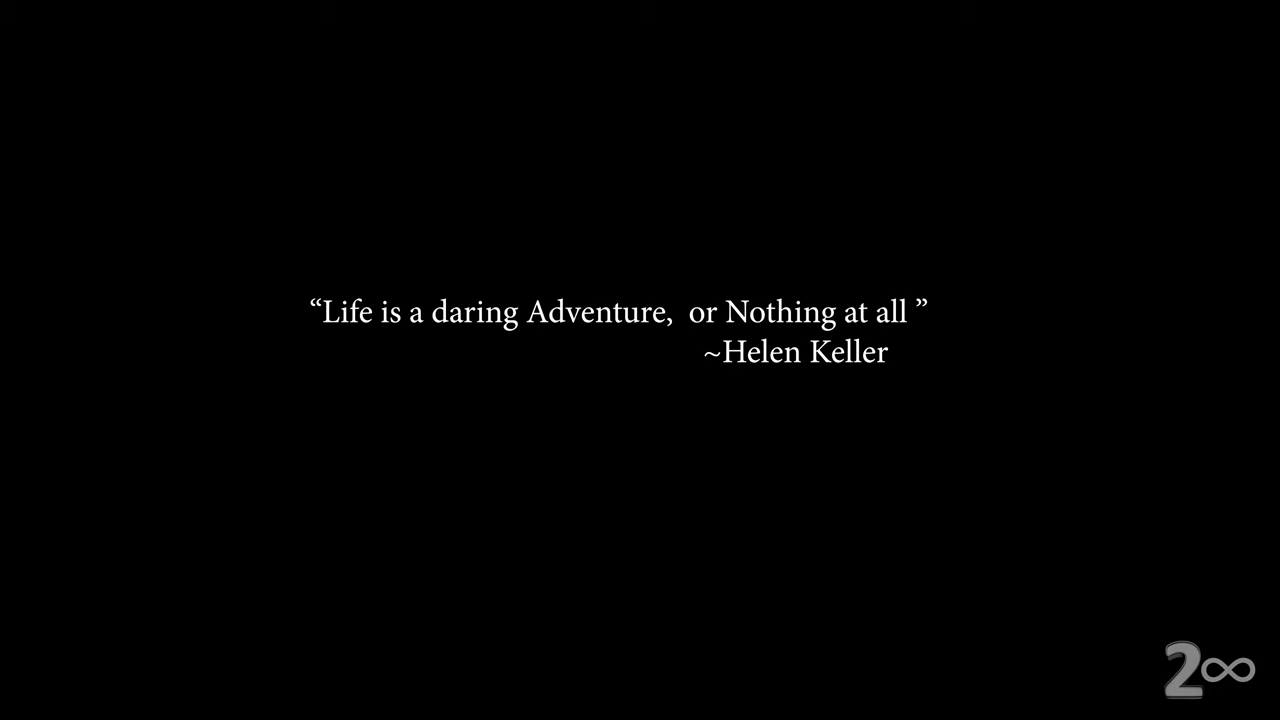 “Life is a daring Adventure,  or Nothing at all ”
~Helen Keller
2∞